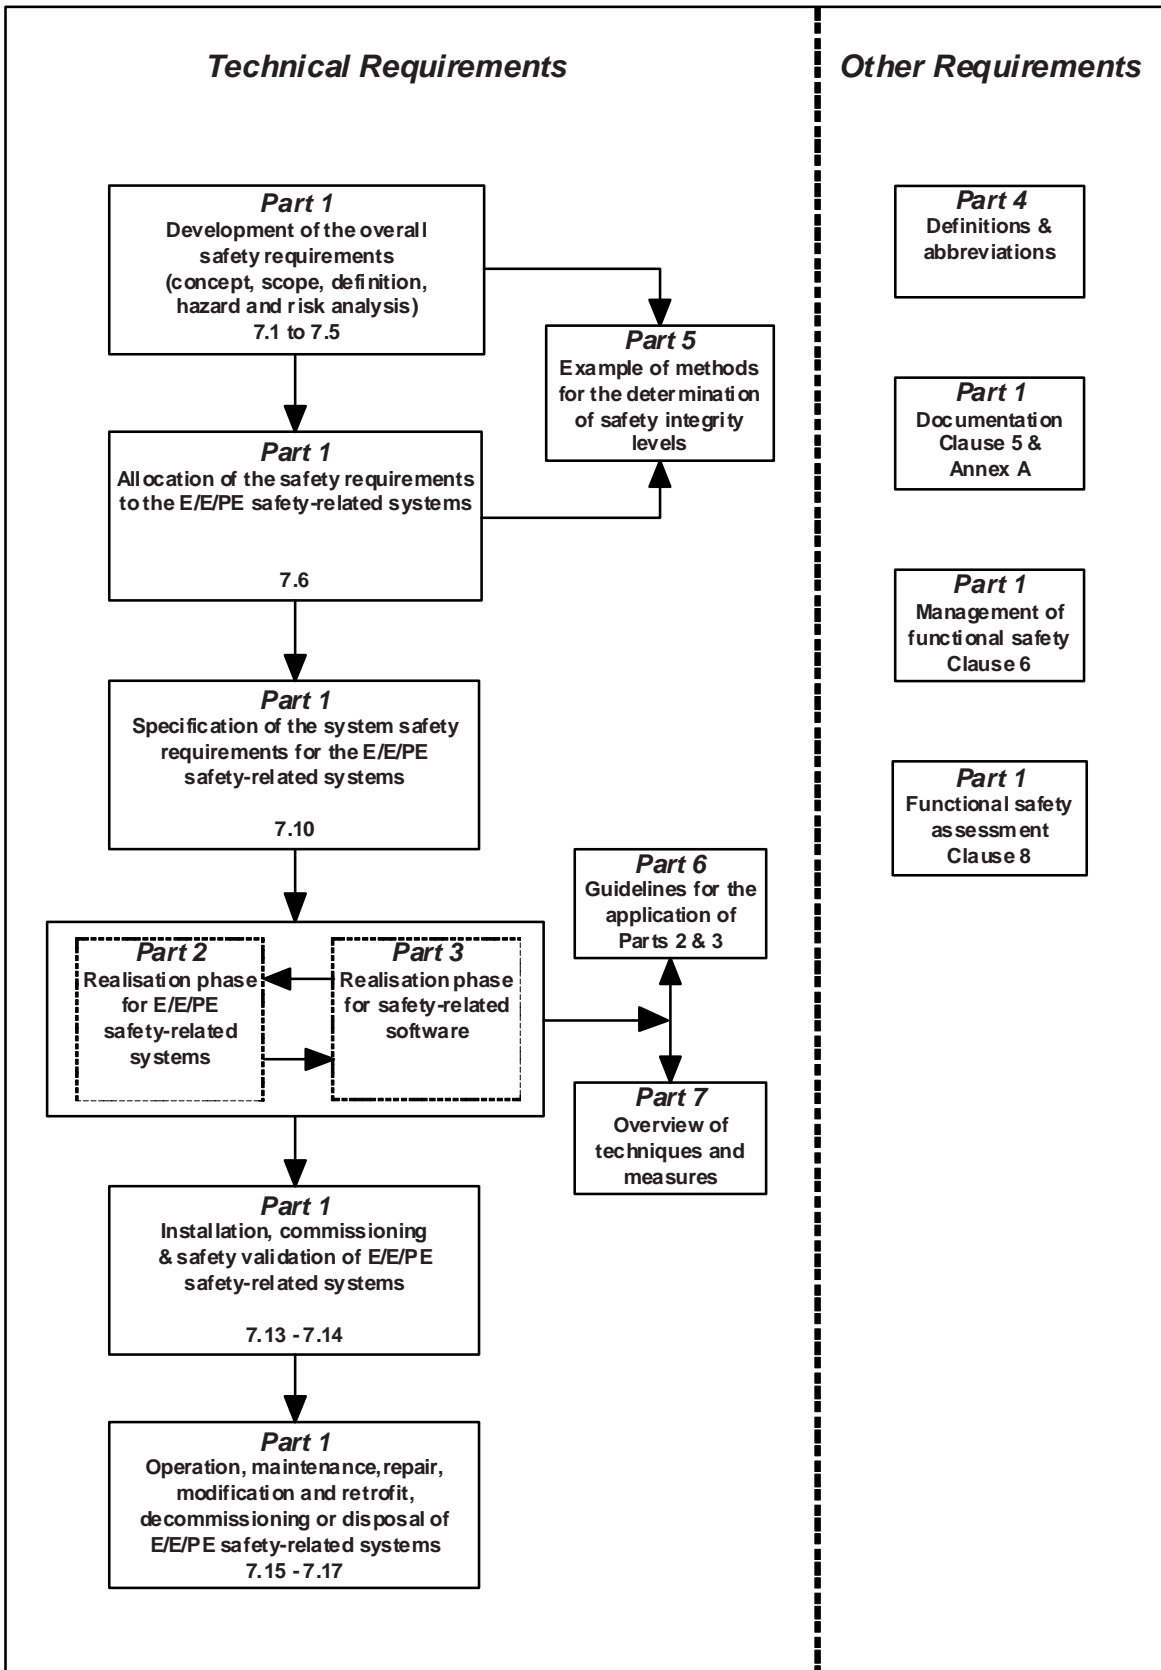 Technical Requirements
Other Requirements
Part 1
Development of the overall
safety requirements
(concept, scope, definition,
hazard and risk analysis)
7.1 to 7.5
Part 5
Example of methods
for the determination
of safety integrity
levels
Part 1
Allocation of the safety requirements
to the E/E/PE safety-related systems
7.6
Part 1
Specification of the system safety
requirements for the E/E/PE
safety-related systems
7.10
Part 6
Guidelines for the
application of
Parts 2 & 3
Part 2
Realisation phase
for E/E/PE
safety-related
systems
Part 3
Realisation phase
for safety-related
software
Part 7
Overview of
techniques and
measures
Part 1
Installation, commissioning
& safety validation of E/E/PE
safety-related systems
7.13 - 7.14
Part 1
Operation, maintenance,repair,
modification and retrofit,
decommissioning or disposal of
E/E/PE safety-related systems
7.15 - 7.17
Part 4
Definitions &
abbreviations
Part 1
Documentation
Clause 5 &
Annex A
Part 1
Management of
functional safety
Clause 6
Part 1
Functional safety
assessment
Clause 8